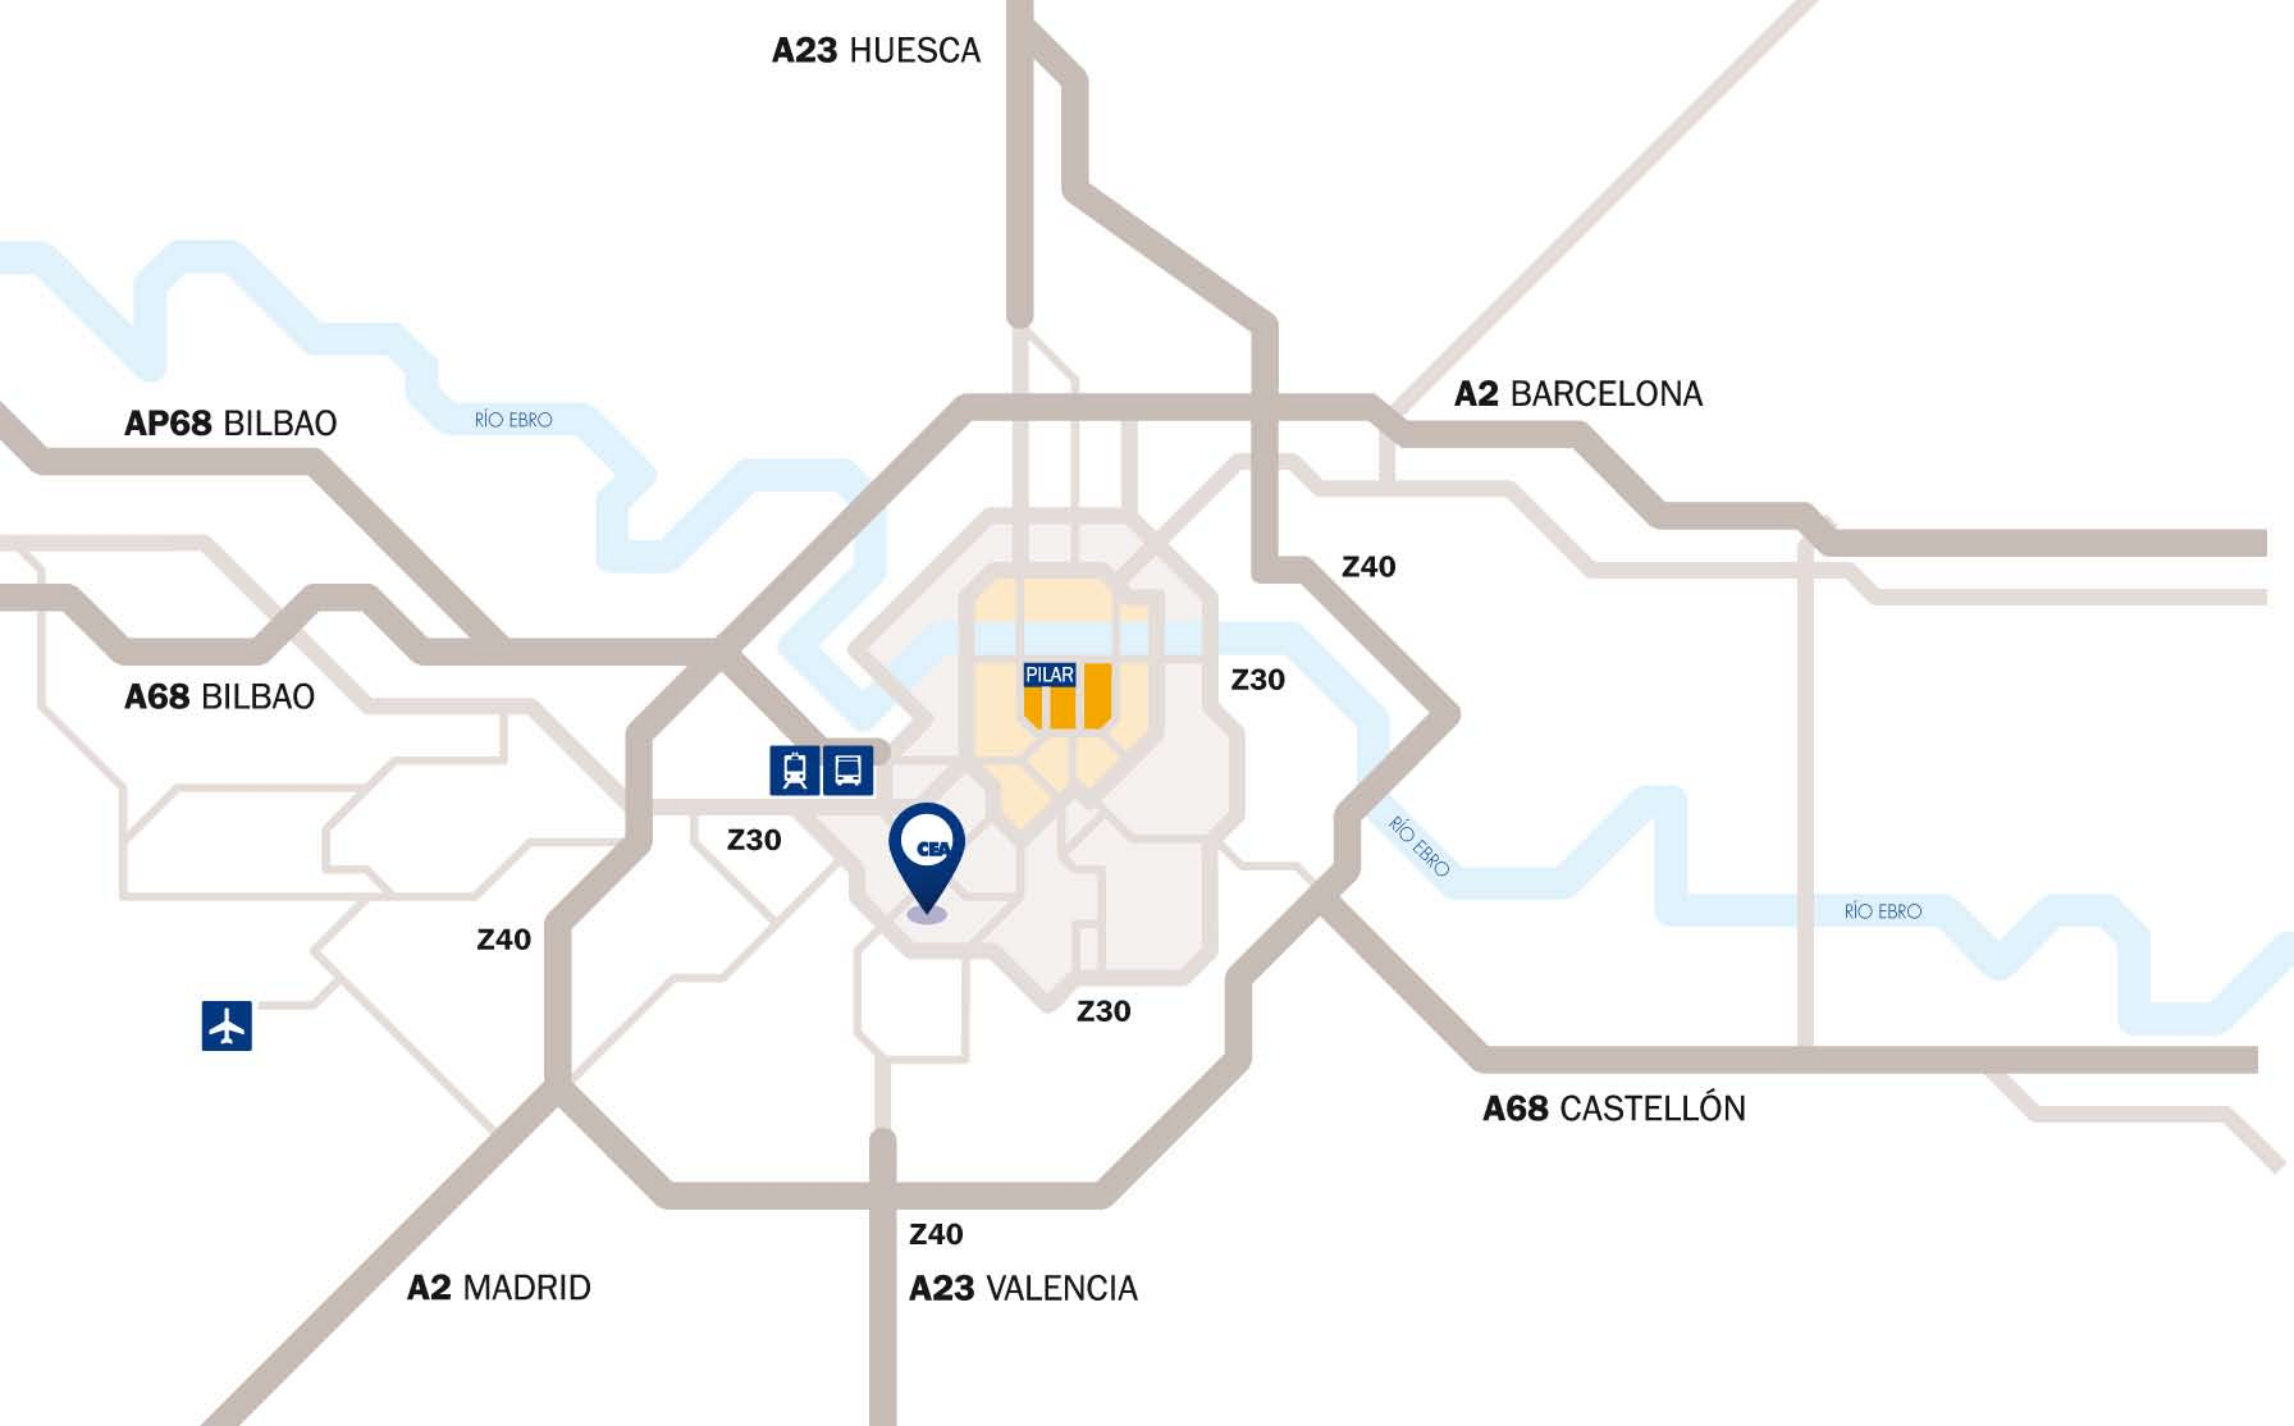 A23 HUESCA
A2 BARCELONA
AP68 BILBAO
RÍO EBRO
Z40
PILAR
Z30
A68 BILBAO
Z30
CEA
RÍO EBRO
RÍO EBRO
Z40
Z30
A68 CASTELLÓN
Z40
A2 MADRID
A23 VALENCIA